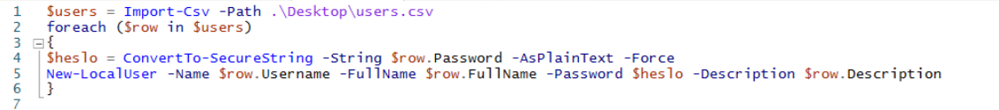 1 $users = Import-Csv -Path .\Desktop\users.csv
2 foreach ($row in $users)
3 {
4 $heslo = ConvertTo-SecureString -String $row.Password -AsPlainText -Force
5 New-LocalUser -Name $row.Username -FullName $row.FullName -Password $heslo -Description $row.Description
6 }
7